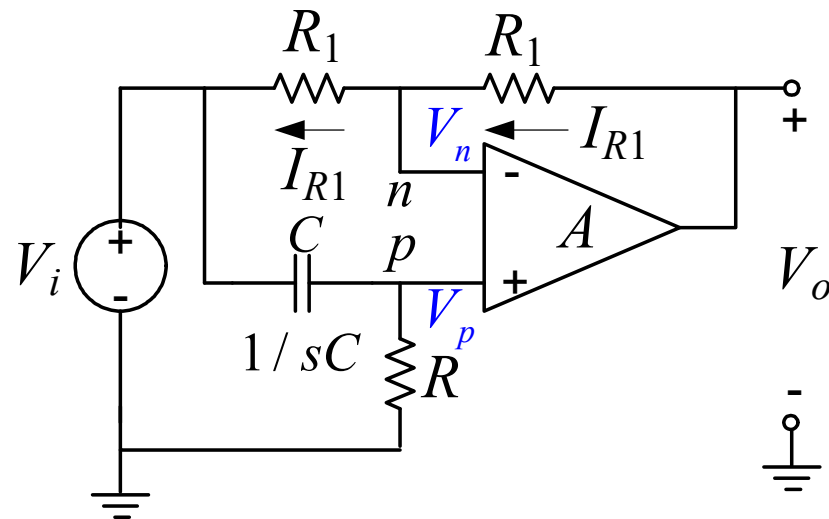 R1 R1
+
Vn
IR1 IR1
n -
C p A
Vi + - Vo
+
Vp
1 / sC R
-